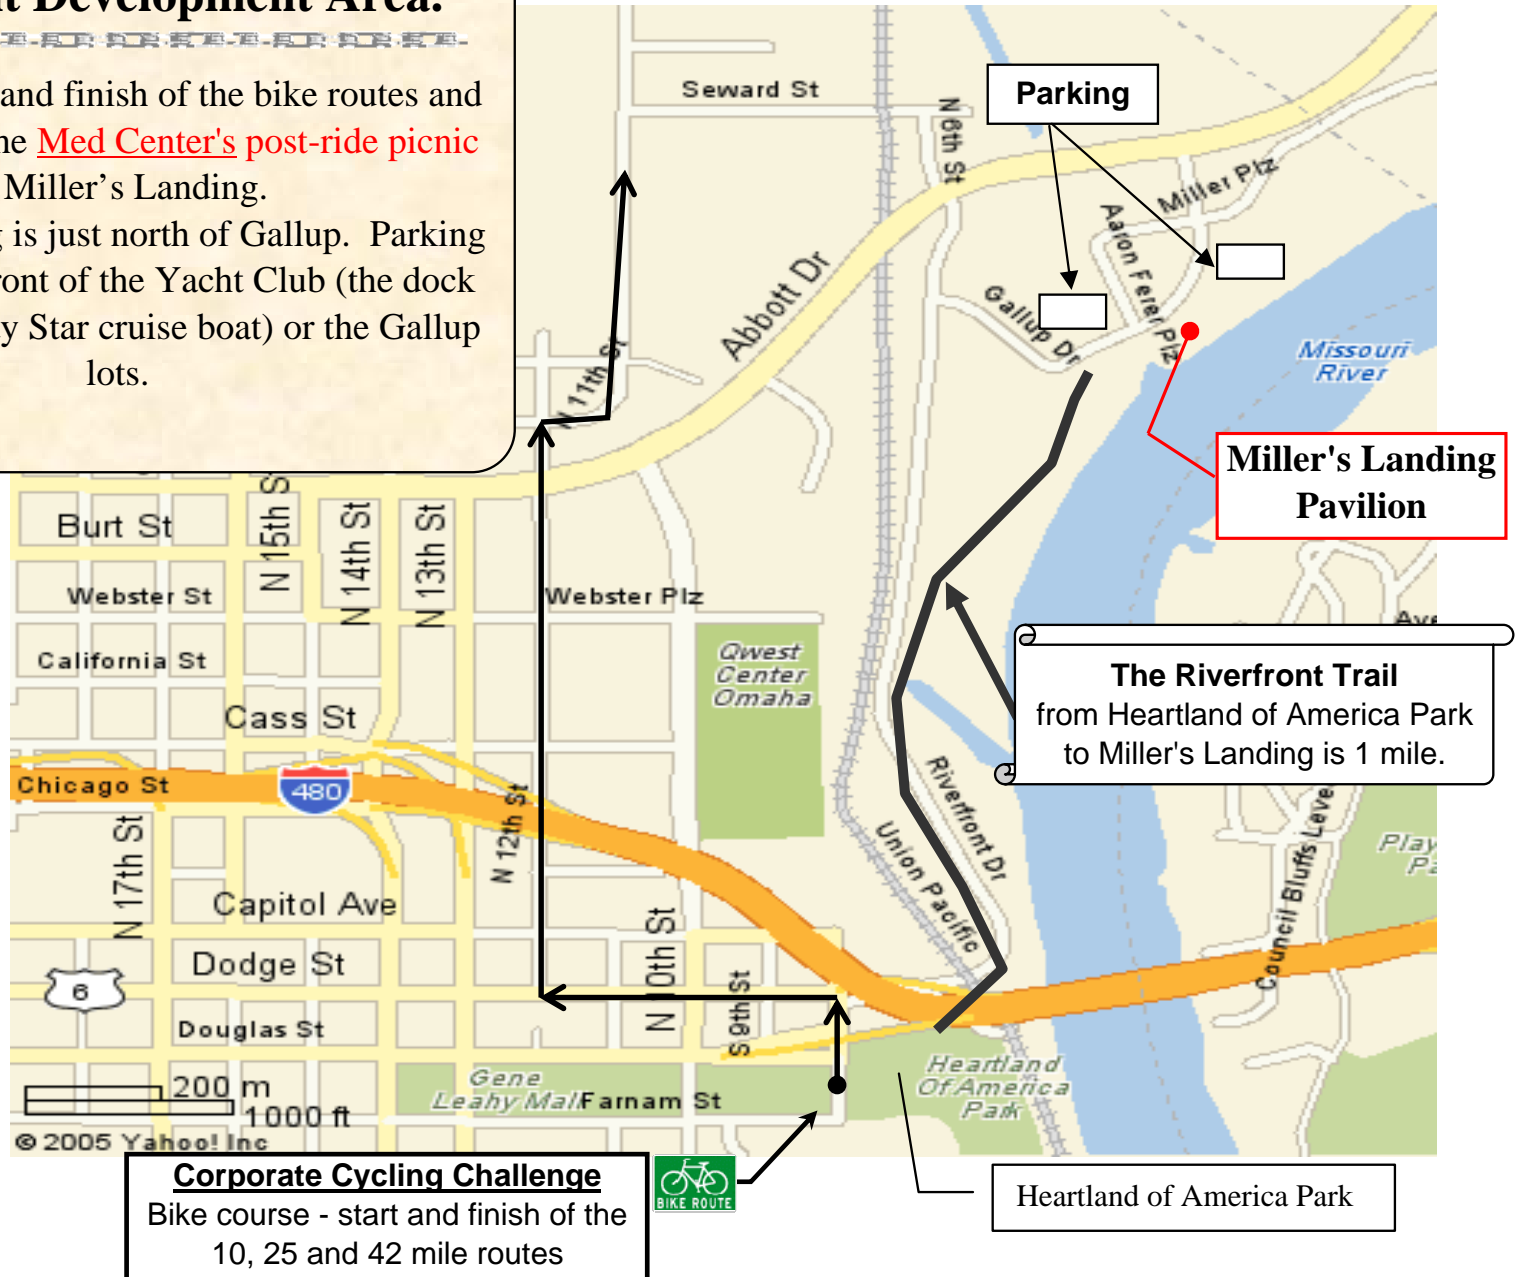 t Development Area.
and finish of the bike routes and
he Med Center's post-ride picnic
Miller's Landing.
g is just north of Gallup. Parking
ront of the Yacht Club (the dock
y Star cruise boat) or the Gallup
lots.
Seward St
N 6th St
Parking
Miller Plz
Aaron Ferer Plz
Gallup Dr
Abbott Dr
N 11th St
Missouri
River
Miller's Landing
Pavilion
Burt St
N 15th S
N 14th St
N 13th St
Webster St
Webster Plz
California St
Qwest
Center
Omaha
Ave
The Riverfront Trail
from Heartland of America Park
to Miller's Landing is 1 mile.
Cass St
Chicago St
480
N 12th St
Riverfront Dr
Union Pacific
Council Bluffs Leve
Play
Pa
N 17th St
Capitol Ave
Dodge St
6
N 10th St
S 9th St
Douglas St
Gene
Leahy Mall
Farnam St
Heartland
Of America
Park
200 m
1000 ft
© 2005 Yahoo! Inc
Corporate Cycling Challenge
Bike course - start and finish of the
10, 25 and 42 mile routes
BIKE ROUTE
Heartland of America Park